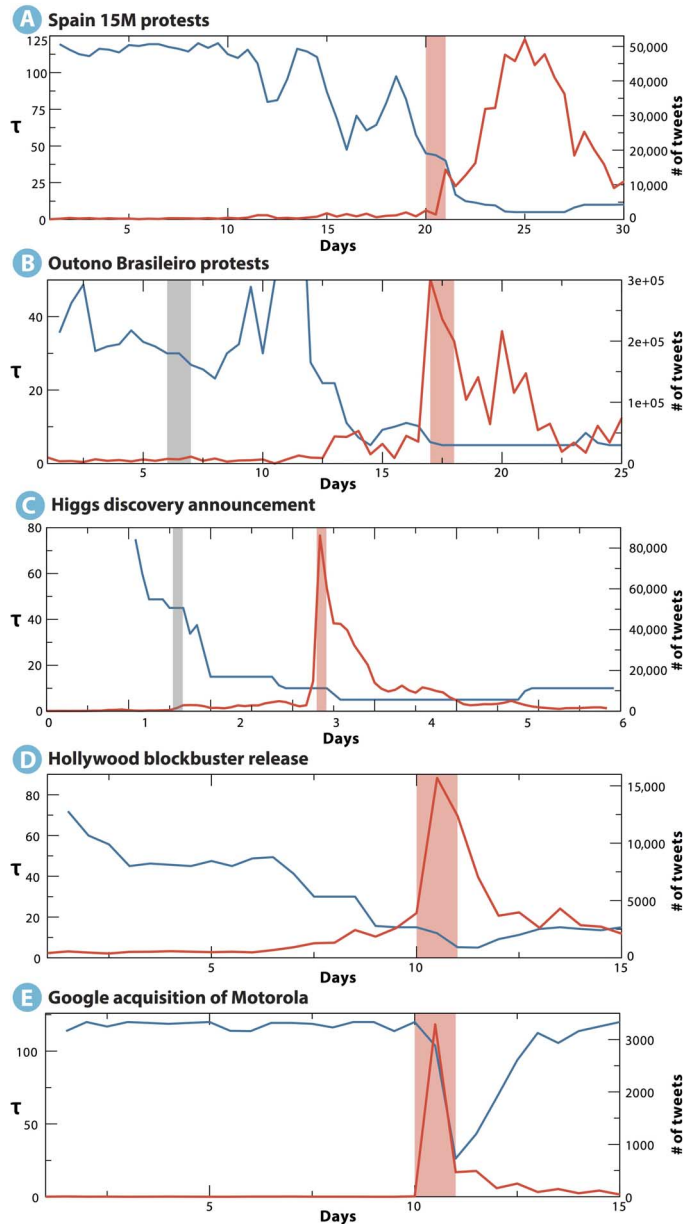 A Spain 15M protests
125
100
75
50
25
0
τ
50,000
40,000
30,000
20,000
10,000
0
# of tweets
5 10 15 20 25 30
Days
B Outono Brasileiro protests
40
20
0
τ
3e+05
2e+05
1e+05
0
# of tweets
5 10 15 20 25
Days
C Higgs discovery announcement
80
60
40
20
0
τ
80,000
60,000
40,000
20,000
0
# of tweets
0 1 2 3 4 5 6
Days
D Hollywood blockbuster release
80
60
40
20
0
τ
15,000
10,000
5000
0
# of tweets
5 10 15
Days
E Google acquisition of Motorola
100
50
0
τ
3000
2000
1000
0
# of tweets
5 10 15
Days